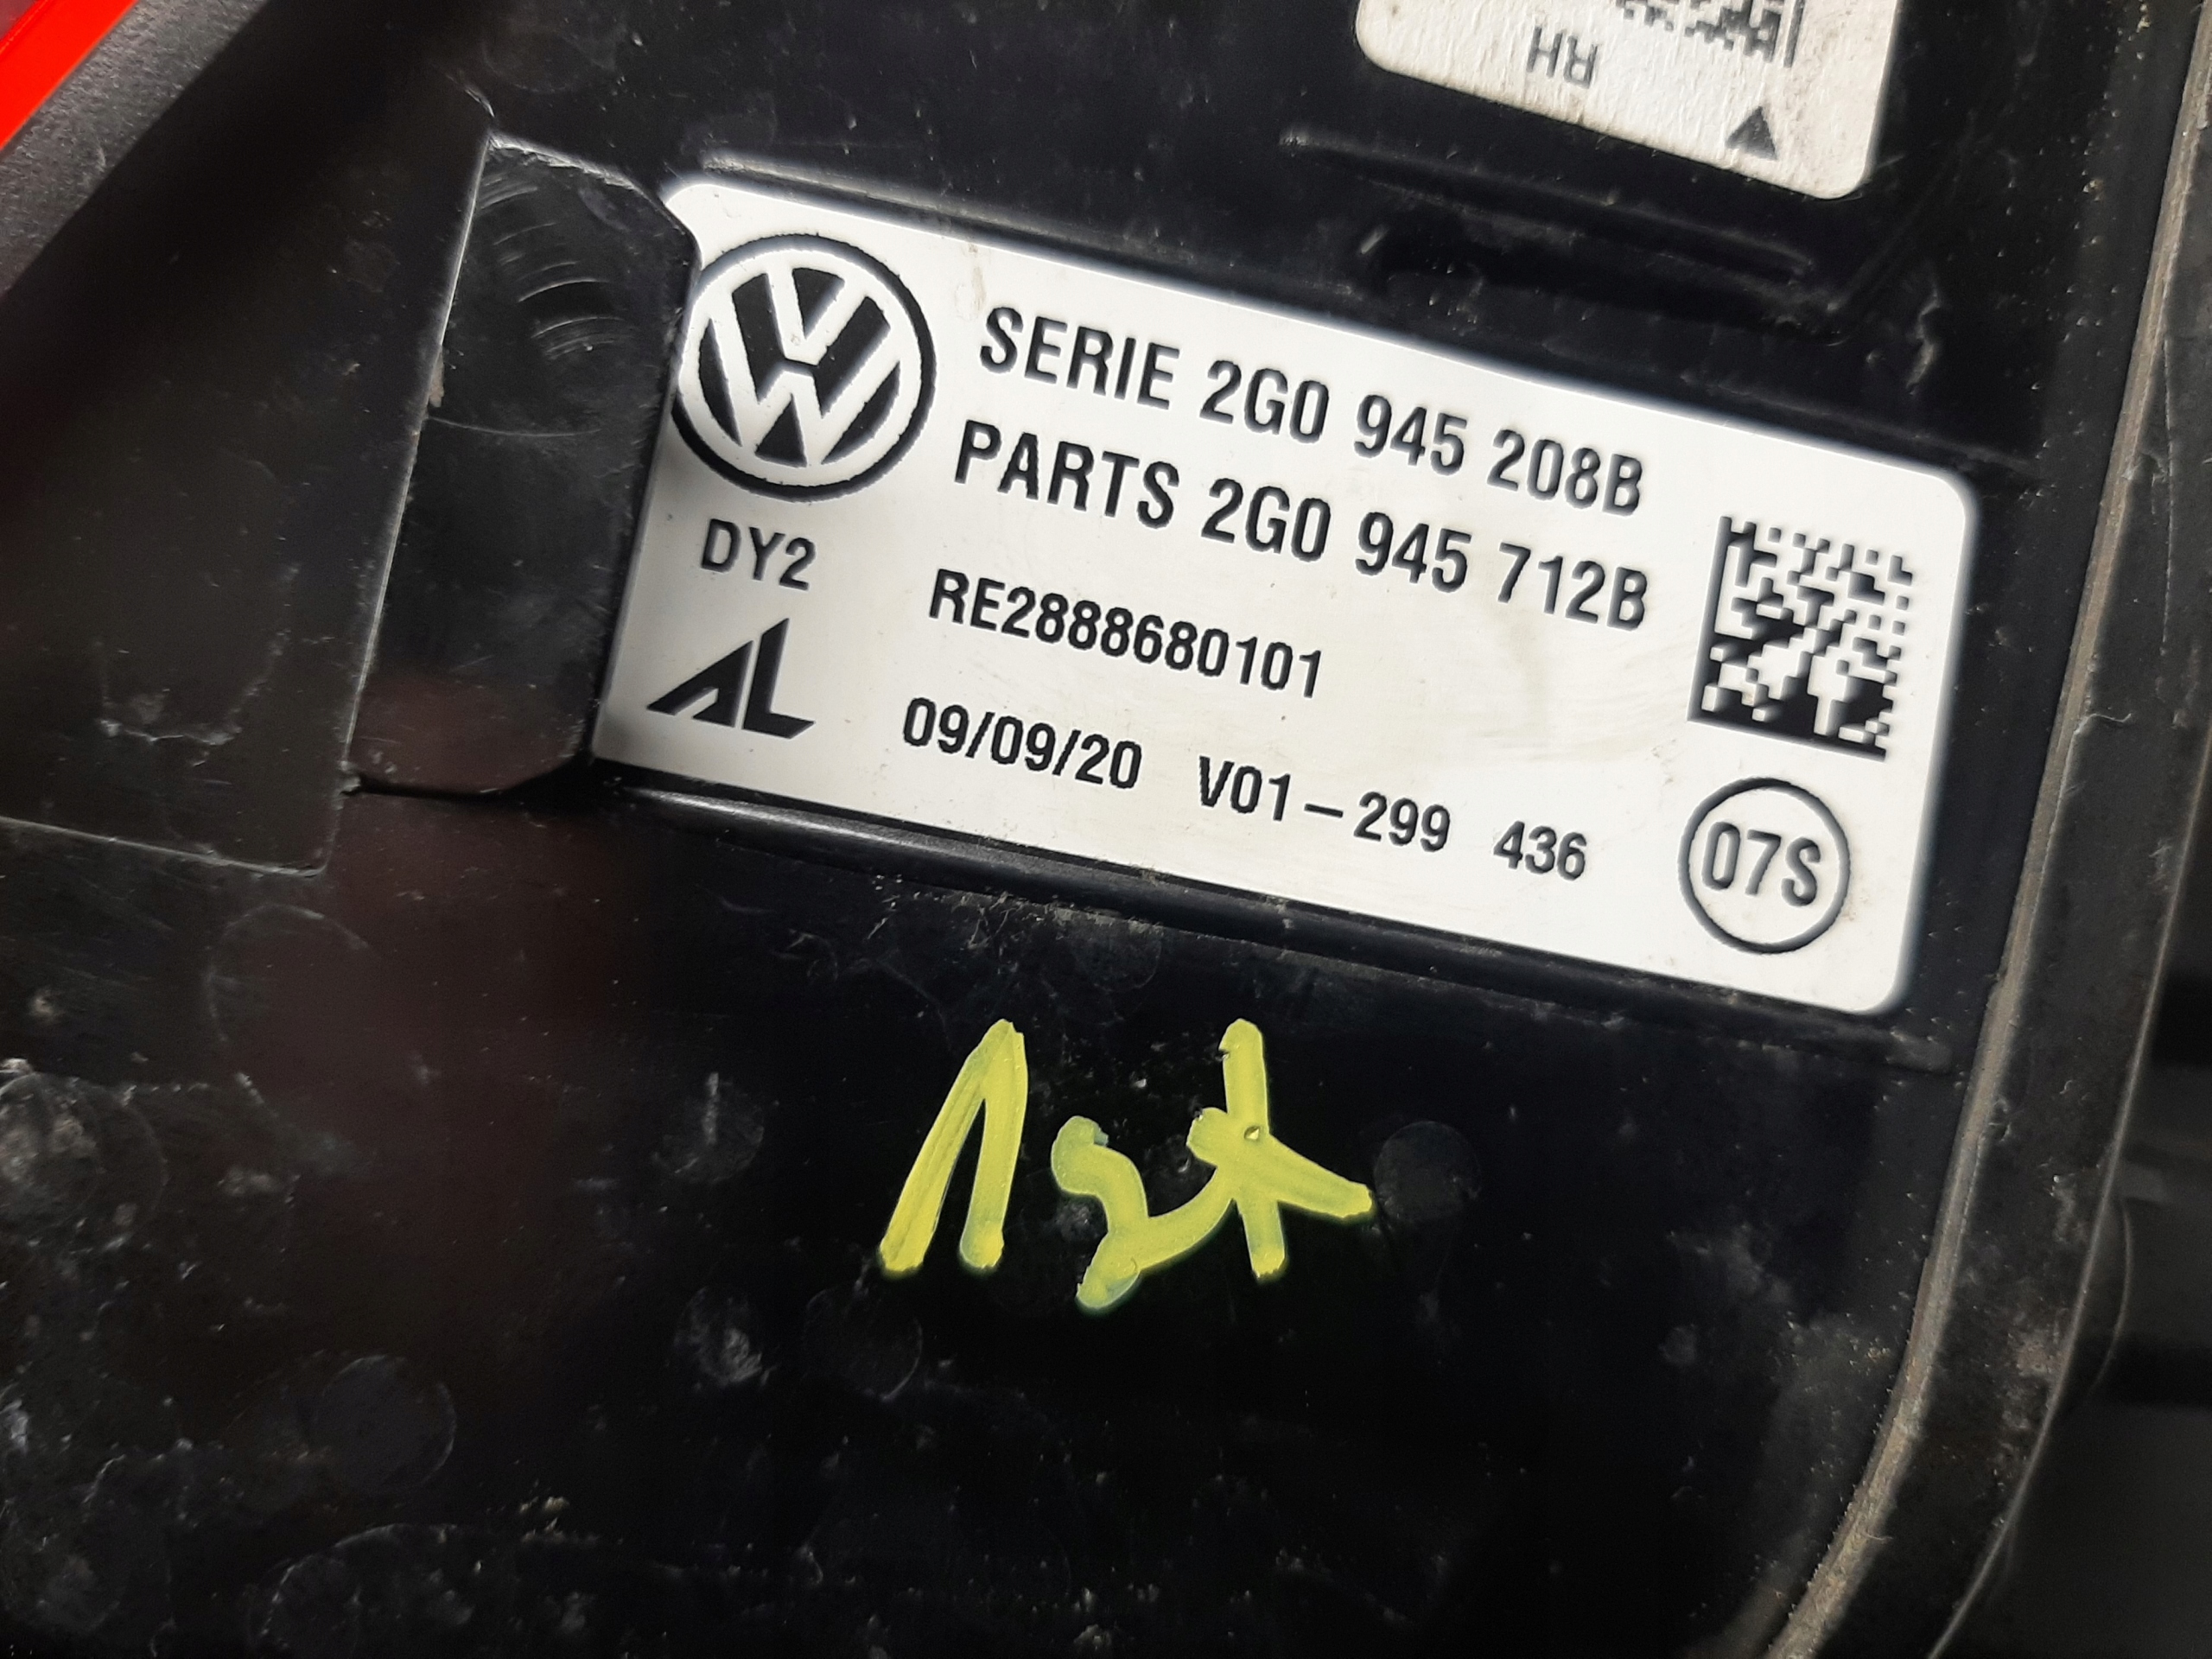 RH
SERIE 2G0 945 208B
PARTS 2G0 945 712B
DY2
RE2888680101
AL
09/09/20 V01-299 436
07S